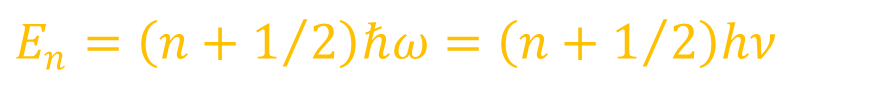 Eₙ = (n + 1/2)ℏω = (n + 1/2)hν